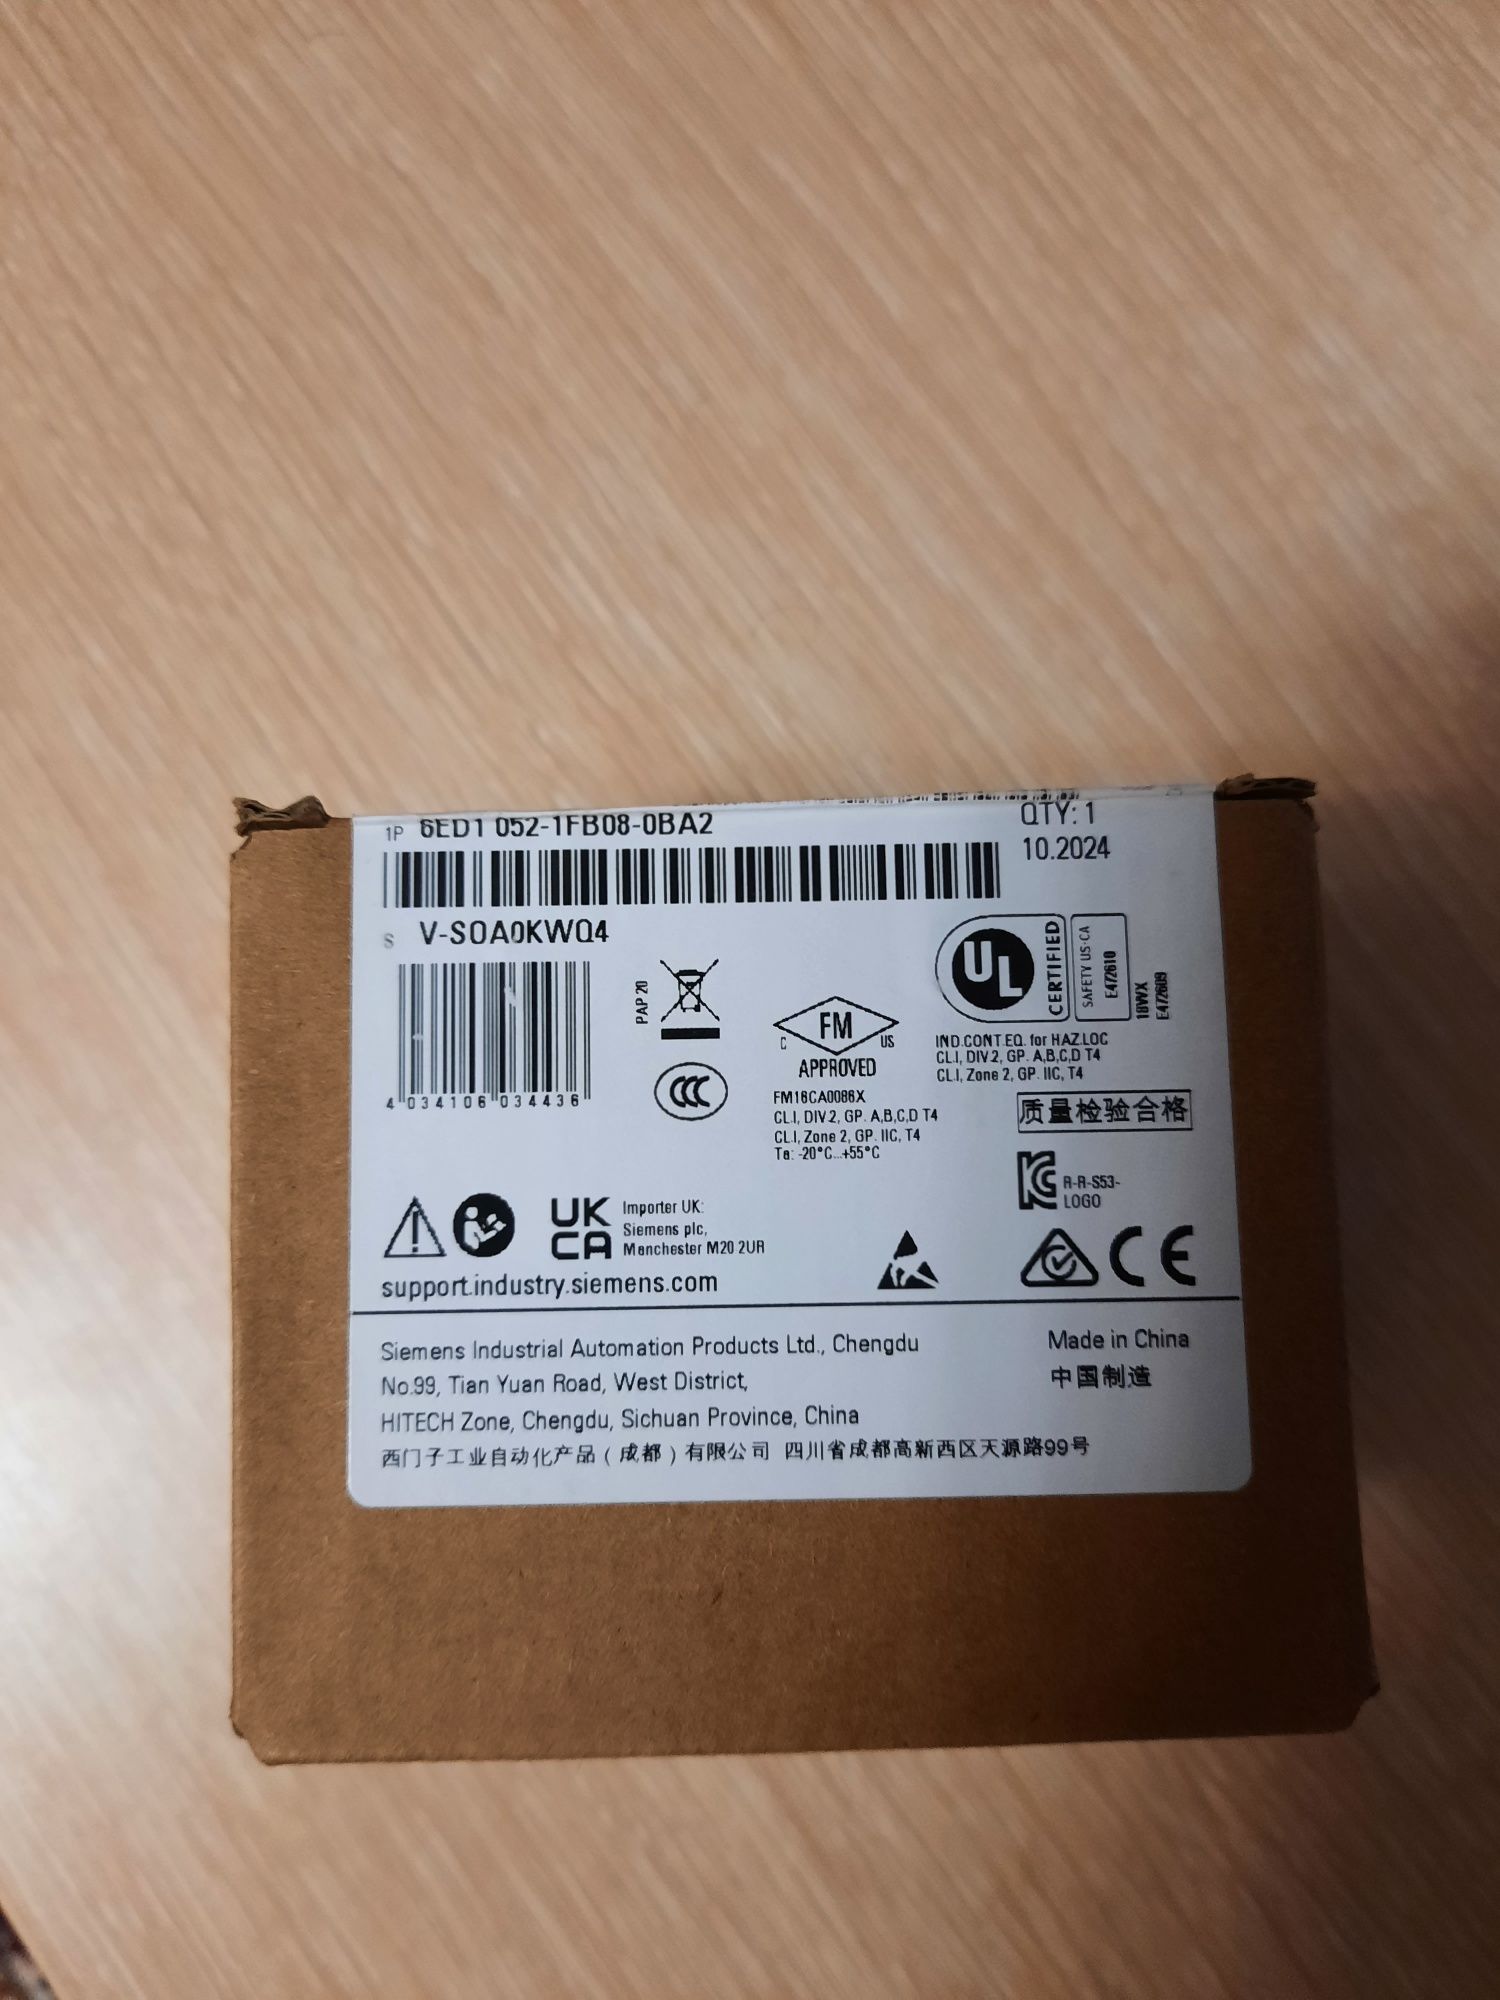 1P 6ED1 052-1FB08-0BA2
QTY: 1
10.2024
S V-SOA0KWQ4
4 034106 034436
PAP 20
C FM US
APPROVED
FM16CA0086X
CL.I, DIV.2, GP. A,B,C,D T4
CL.I, Zone 2, GP. IIC, T4
Ta: -20°C...+55°C
UL CERTIFIED
SAFETY US-CA
E472610
18WX
E472609
IND.CONT.EQ. for HAZ.LOC
CL.I, DIV.2, GP. A,B,C,D T4
CL.I, Zone 2, GP. IIC, T4
质量检验合格
R-R-S53-
LOGO
UK
CA
Importer UK:
Siemens plc,
Manchester M20 2UR
CE
support.industry.siemens.com
Siemens Industrial Automation Products Ltd., Chengdu
No.99, Tian Yuan Road, West District,
HITECH Zone, Chengdu, Sichuan Province, China
西门子工业自动化产品(成都)有限公司 四川省成都高新西区天源路99号
Made in China
中国制造